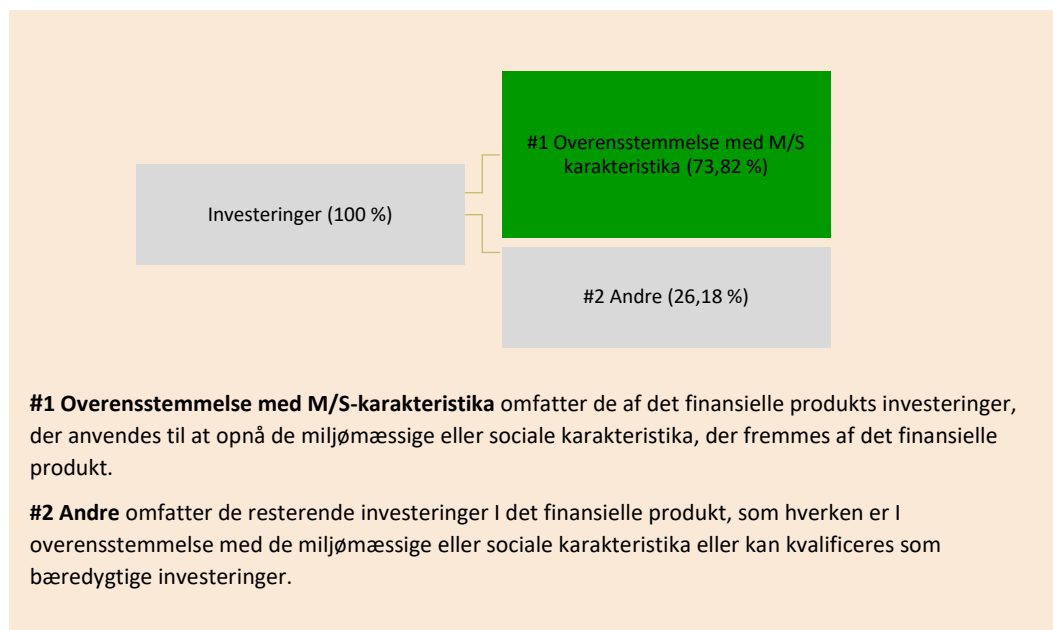 #1 Overensstemmelse med M/S
karakteristika (73,82 %)
Investeringer (100 %)
#2 Andre (26,18 %)
#1 Overensstemmelse med M/S-karakteristika omfatter de af det finansielle produkts investeringer,
der anvendes til at opnå de miljømæssige eller sociale karakteristika, der fremmes af det finansielle
produkt.
#2 Andre omfatter de resterende investeringer I det finansielle produkt, som hverken er I
overensstemmelse med de miljømæssige eller sociale karakteristika eller kan kvalificeres som
bæredygtige investeringer.